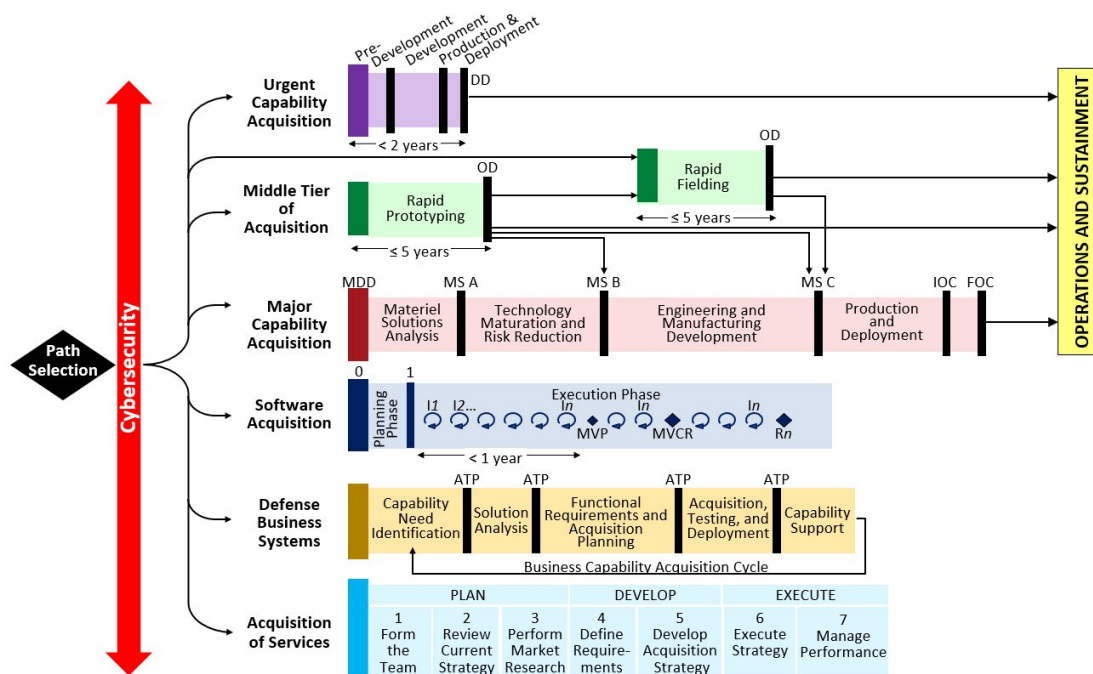 Pre-
Development
Development
Production &
Deployment
DD
Urgent
Capability
Acquisition
< 2 years
OD
Rapid
Fielding
≤ 5 years
OD
Middle Tier
of
Acquisition
Rapid
Prototyping
≤ 5 years
OPERATIONS AND SUSTAINMENT
Path
Selection
Cybersecurity
MDD
MS A
MS B
MS C
IOC
FOC
Major
Capability
Acquisition
Materiel
Solutions
Analysis
Technology
Maturation and
Risk Reduction
Engineering and
Manufacturing
Development
Production
and
Deployment
0
1
Software
Acquisition
Planning
Phase
Execution Phase
I1 I2... In In In
MVP MVCR Rn
< 1 year
ATP ATP ATP ATP
Defense
Business
Systems
Capability
Need
Identification
Solution
Analysis
Functional
Requirements and
Acquisition
Planning
Acquisition,
Testing, and
Deployment
Capability
Support
Business Capability Acquisition Cycle
Acquisition
of Services
PLAN DEVELOP EXECUTE
1
Form
the
Team
2
Review
Current
Strategy
3
Perform
Market
Research
4
Define
Require-
ments
5
Develop
Acquisition
Strategy
6
Execute
Strategy
7
Manage
Performance